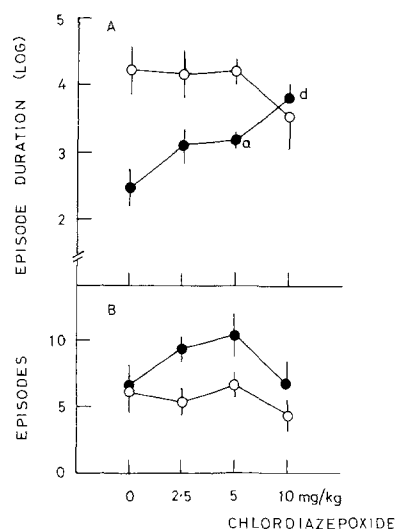 A
5
4
3
2
EPISODE DURATION (LOG)
d
a
B
10
5
0
EPISODES
0 2·5 5 10 mg/kg
CHLORDIAZEPOXIDE